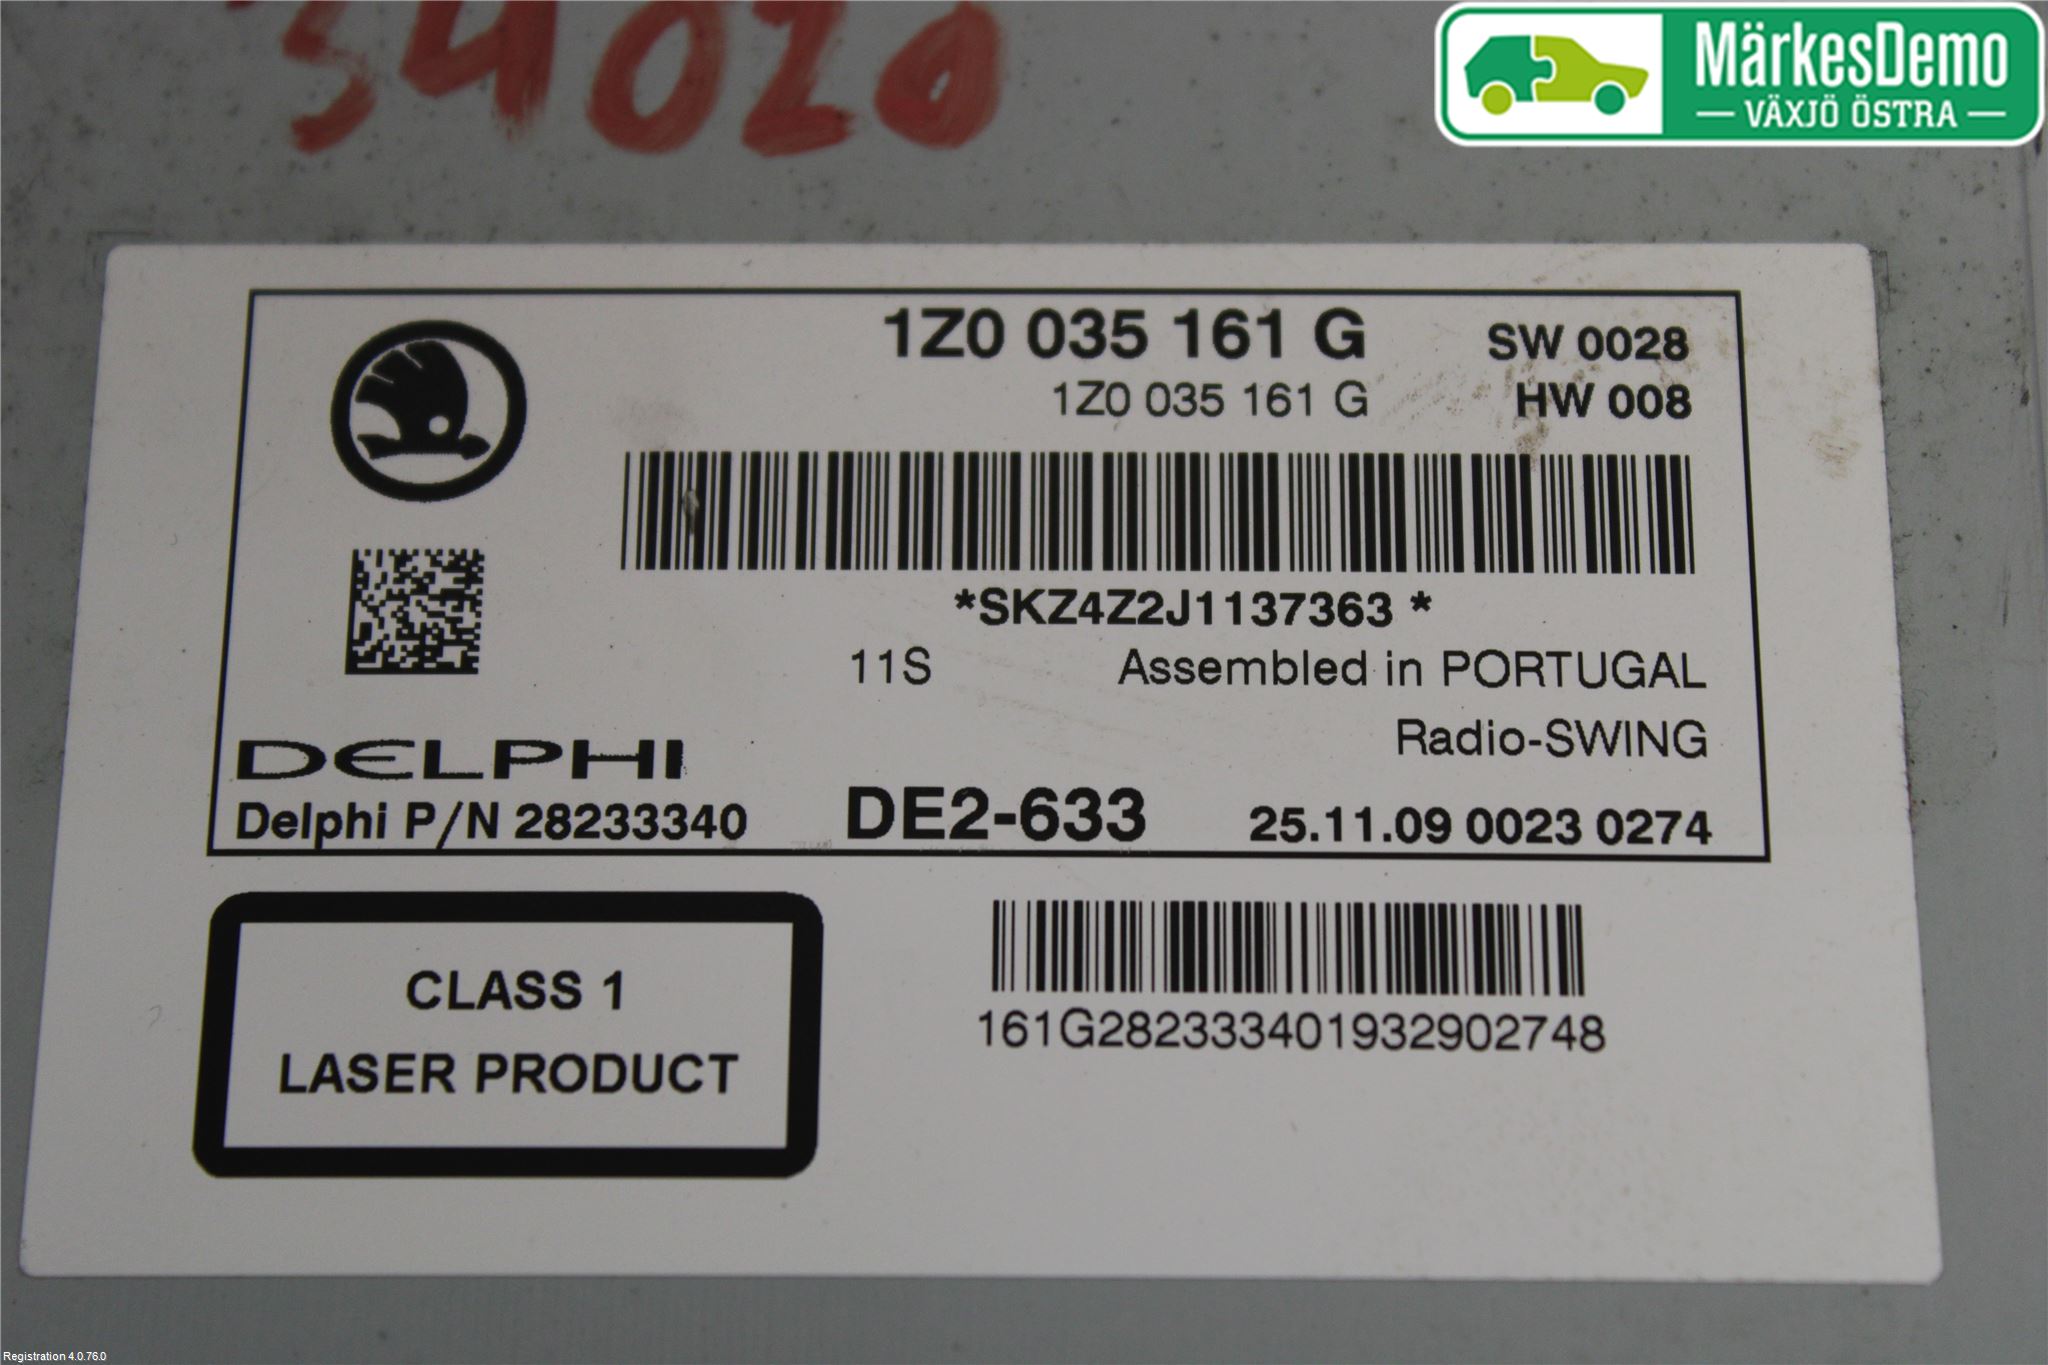 34020
MärkesDemo
VÄXJÖ ÖSTRA
1Z0 035 161 G SW 0028
1Z0 035 161 G HW 008
*SKZ4Z2J1137363 *
11S Assembled in PORTUGAL
Radio-SWING
DELPHI
Delphi P/N 28233340 DE2-633 25.11.09 0023 0274
CLASS 1
LASER PRODUCT
161G282333401932902748
Registration 4.0.76.0